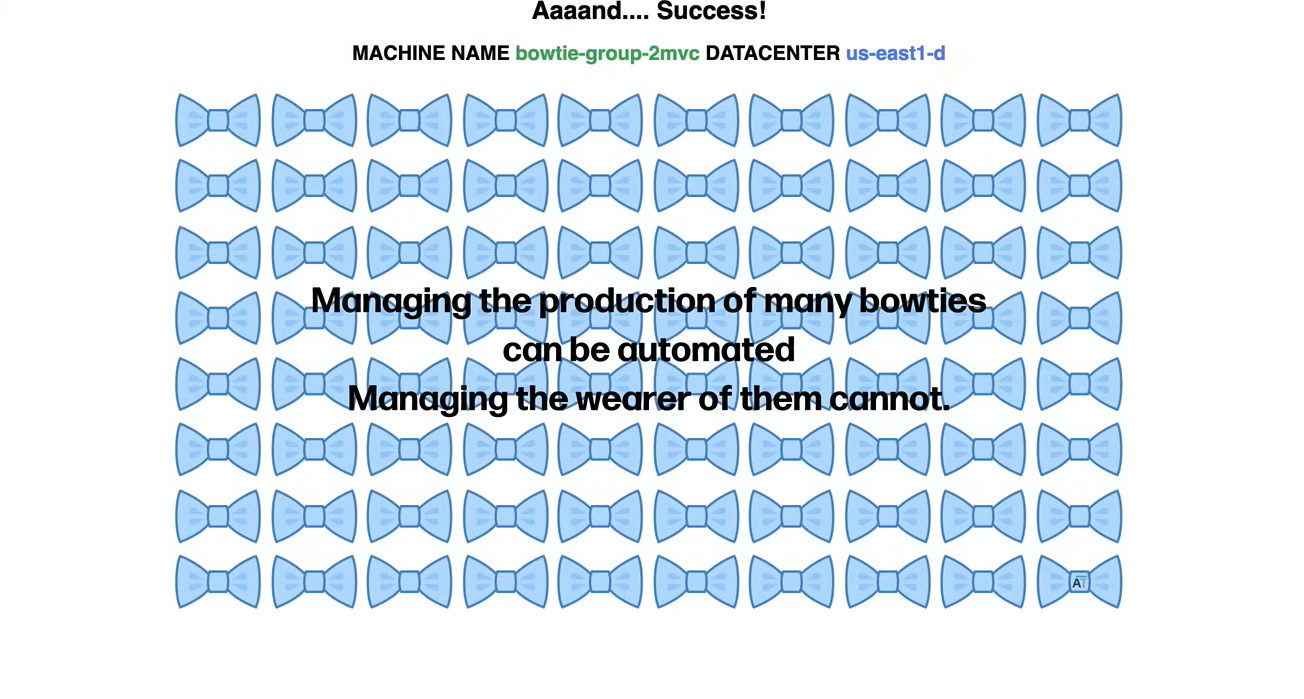 Aaaand.... Success!
MACHINE NAME bowtie-group-2mvc DATACENTER us-east1-d
Managing the production of many bowties
can be automated
Managing the wearer of them cannot.
AT